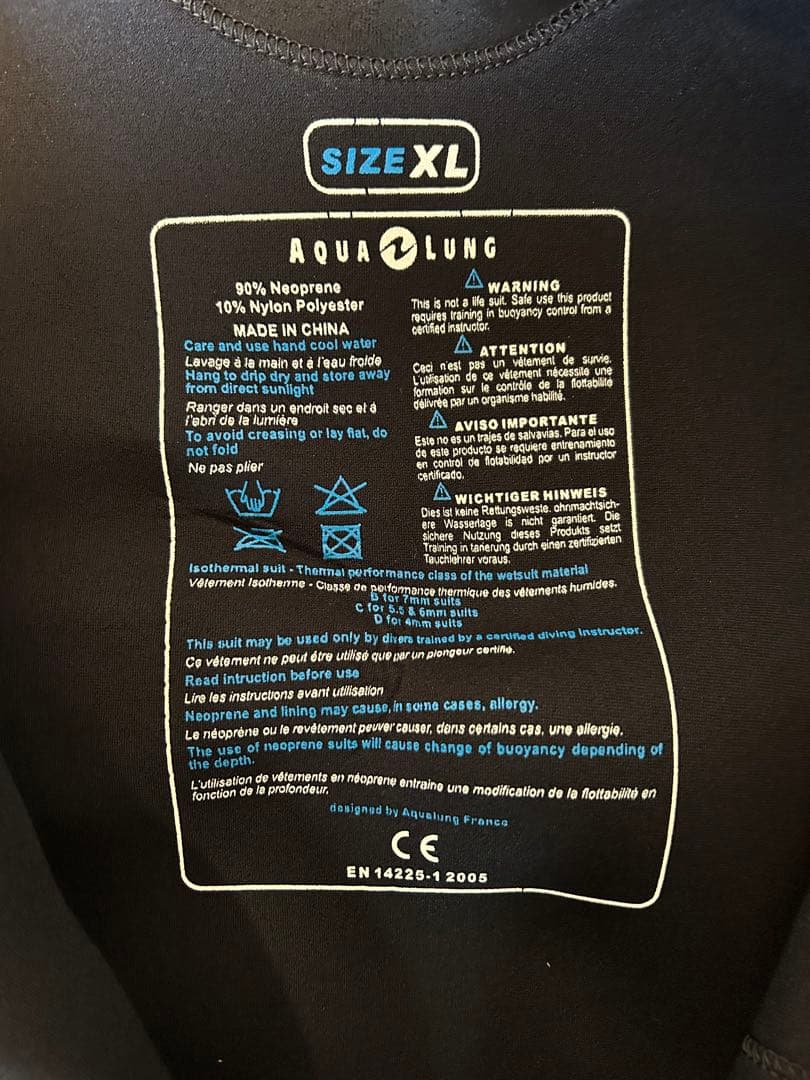 SIZE XL
AQUA LUNG
90% Neoprene
10% Nylon Polyester
MADE IN CHINA
Care and use hand cool water
Lavage à la main et à l'eau froide
Hang to drip dry and store away
from direct sunlight
Ranger dans un endroit sec et à
l'abri de la lumière
To avoid creasing or lay flat, do
not fold
Ne pas plier
WARNING
This is not a life suit. Safe use this product
requires training in buoyancy control from a
certified instructor.
ATTENTION
Ceci n'est pas un vétement de survie.
L'utilisation de ce vétement nécessite une
formation sur le contrôle de la flottabilité
délivrée par un organisme habilité.
AVISO IMPORTANTE
Este no es un trajes de salvavias. Para el uso
de este producto se requiere entrenamiento
en control de flotabilidad por un instructor
certificado.
WICHTIGER HINWEIS
Dies ist keine Rettungsweste. ohnmachtsich-
ere Wasserlage is nicht garantiert. Die
sichere Nutzung dieses Produkts setzt
Training in tarierung durch einen zertifizierten
Tauchlehrer voraus.
Isothermal suit - Thermal performance class of the wetsuit material
Vêtement Isotherme - Classe de performance thermique des vêtements humides.
B for 7mm suits
C for 5.5 & 6mm suits
D for 4mm suits
This suit may be used only by divers trained by a certified diving instructor.
Ce vêtement ne peut être utilisé que par un plongeur certifié.
Read intruction before use
Lire les instructions avant utilisation
Neoprene and lining may cause, in some cases, allergy.
Le néoprène ou le revêtement peuver causer, dans certains cas, une allergie.
The use of neoprene suits will cause change of buoyancy depending of
the depth.
L'utilisation de vêtements en néoprene entraine une modification de la flottabilité en
fonction de la profondeur.
designed by Aqualung France
CE
EN 14225-1 2005